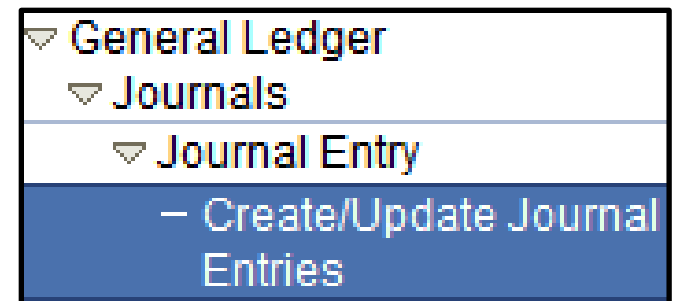 General Ledger
Journals
Journal Entry
– Create/Update Journal
Entries